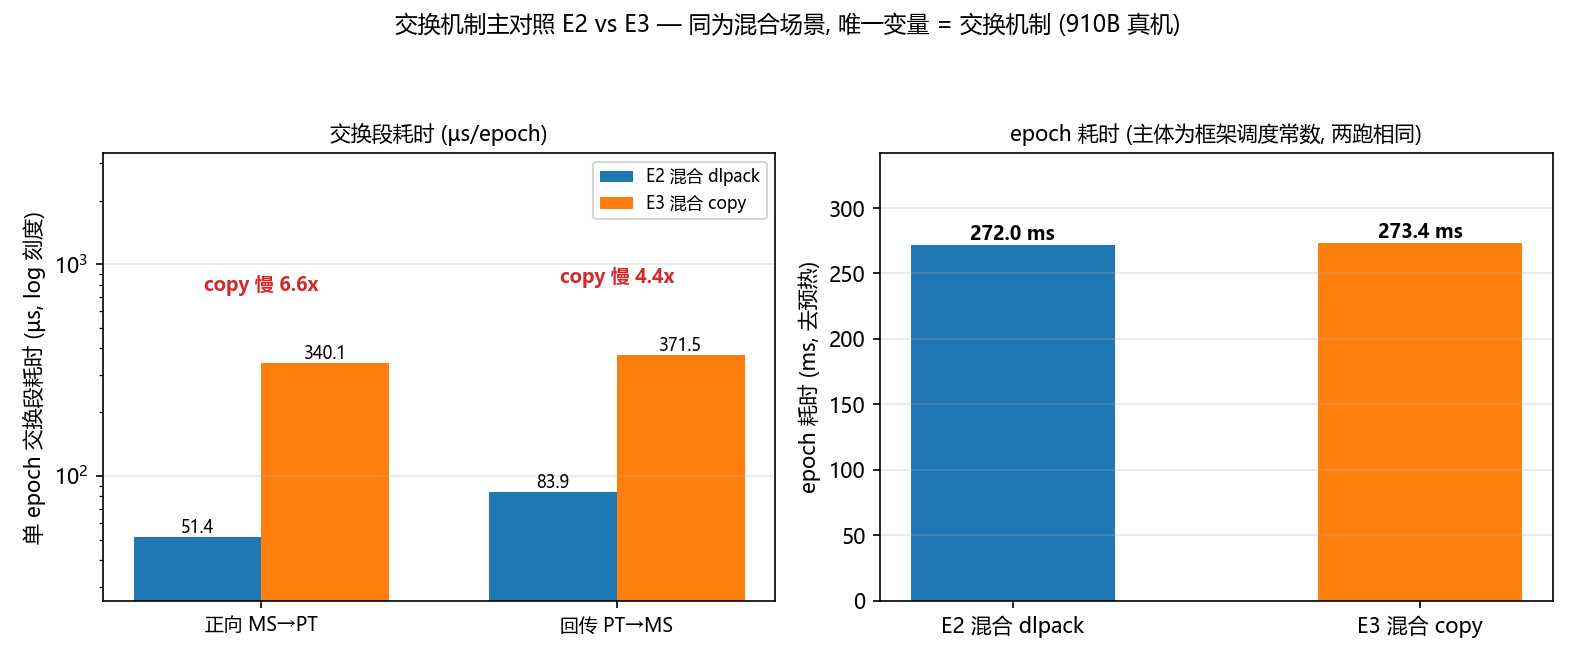 交换机制主对照 E2 vs E3 — 同为混合场景, 唯一变量 = 交换机制 (910B 真机)
交换段耗时 (µs/epoch)
单 epoch 交换段耗时 (µs, log 刻度)
10³
10²
E2 混合 dlpack
E3 混合 copy
copy 慢 6.6x
copy 慢 4.4x
51.4
340.1
83.9
371.5
正向 MS→PT
回传 PT→MS
epoch 耗时 (主体为框架调度常数, 两跑相同)
epoch 耗时 (ms, 去预热)
300
250
200
150
100
50
0
272.0 ms
273.4 ms
E2 混合 dlpack
E3 混合 copy